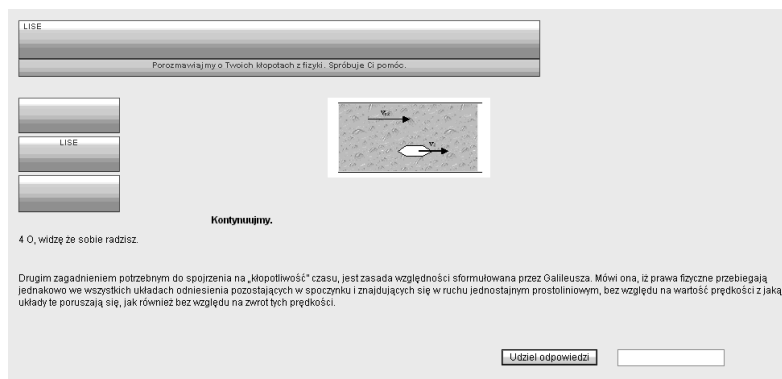 LISE
Porozmawiajmy o Twoich kłopotach z fizyki. Spróbuje Ci pomóc.
LISE
Kontynuujmy.
4 O, widzę że sobie radzisz.
Drugim zagadnieniem potrzebnym do spojrzenia na „kłopotliwość" czasu, jest zasada względności sformułowana przez Galileusza. Mówi ona, iż prawa fizyczne przebiegają
jednakowo we wszystkich układach odniesienia pozostających w spoczynku i znajdujących się w ruchu jednostajnym prostoliniowym, bez względu na wartość prędkości z jaką
układy te poruszają się, jak również bez względu na zwrot tych prędkości.
Udziel odpowiedzi